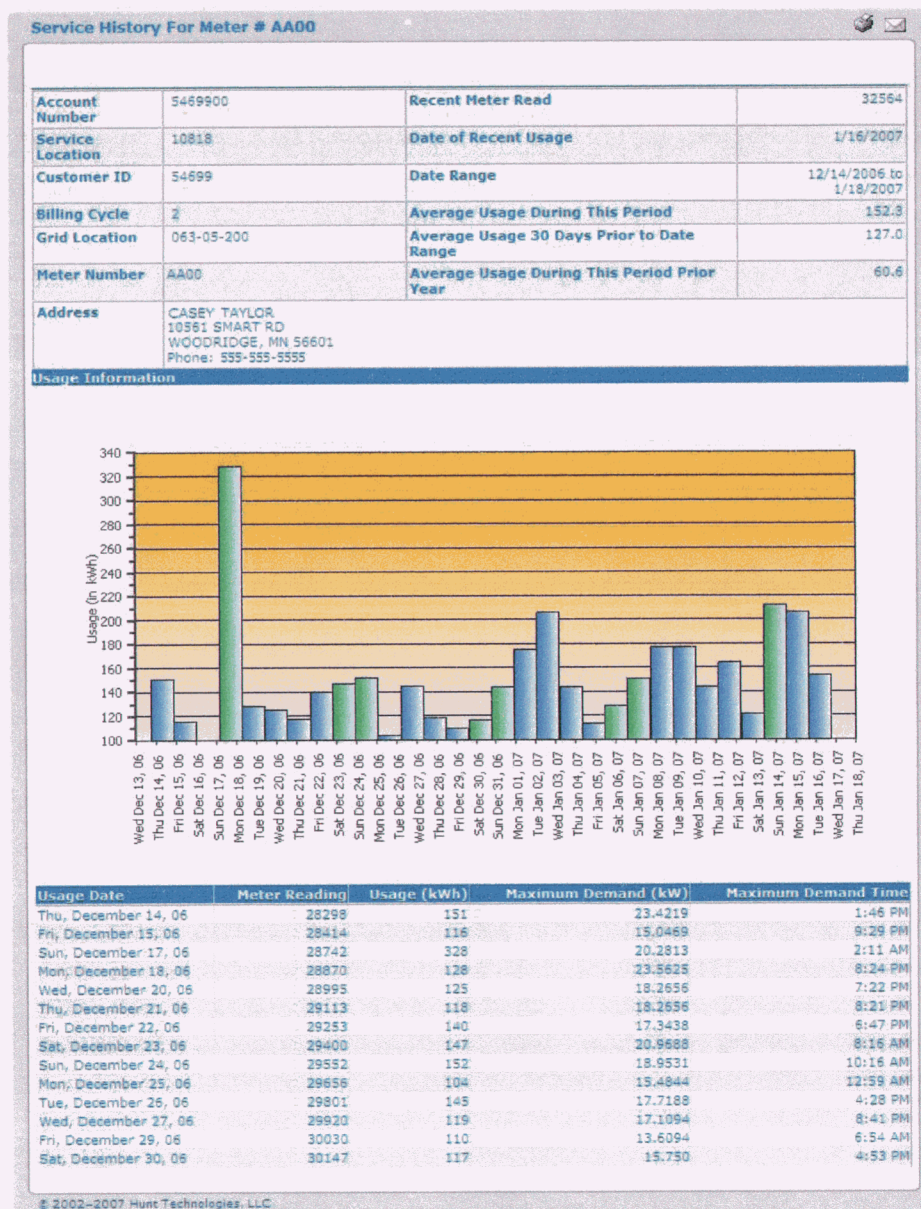 Service History For Meter # AA00
Account Number 5469900 Recent Meter Read 32564
Service Location 10818 Date of Recent Usage 1/16/2007
Customer ID 54699 Date Range 12/14/2006 to 1/18/2007
Billing Cycle 2 Average Usage During This Period 152.3
Grid Location 063-05-200 Average Usage 30 Days Prior to Date Range 127.0
Meter Number AA00 Average Usage During This Period Prior Year 60.6
Address CASEY TAYLOR
10561 SMART RD
WOODRIDGE, MN 56601
Phone: 555-555-5555
Usage Information
Usage (in kWh)
340
320
300
280
260
240
220
200
180
160
140
120
100
Wed Dec 13, 06
Thu Dec 14, 06
Fri Dec 15, 06
Sat Dec 16, 06
Sun Dec 17, 06
Mon Dec 18, 06
Tue Dec 19, 06
Wed Dec 20, 06
Thu Dec 21, 06
Fri Dec 22, 06
Sat Dec 23, 06
Sun Dec 24, 06
Mon Dec 25, 06
Tue Dec 26, 06
Wed Dec 27, 06
Thu Dec 28, 06
Fri Dec 29, 06
Sat Dec 30, 06
Sun Dec 31, 06
Mon Jan 01, 07
Tue Jan 02, 07
Wed Jan 03, 07
Thu Jan 04, 07
Fri Jan 05, 07
Sat Jan 06, 07
Sun Jan 07, 07
Mon Jan 08, 07
Tue Jan 09, 07
Wed Jan 10, 07
Thu Jan 11, 07
Fri Jan 12, 07
Sat Jan 13, 07
Sun Jan 14, 07
Mon Jan 15, 07
Tue Jan 16, 07
Wed Jan 17, 07
Thu Jan 18, 07
Usage Date Meter Reading Usage (kWh) Maximum Demand (kW) Maximum Demand Time
Thu, December 14, 06 28298 151 23.4219 1:46 PM
Fri, December 15, 06 28414 116 15.0469 9:29 PM
Sun, December 17, 06 28742 328 20.2813 2:11 AM
Mon, December 18, 06 28870 128 23.5625 8:24 PM
Wed, December 20, 06 28995 125 18.2656 7:22 PM
Thu, December 21, 06 29113 118 18.2656 8:21 PM
Fri, December 22, 06 29253 140 17.3438 6:47 PM
Sat, December 23, 06 29400 147 20.9688 8:16 AM
Sun, December 24, 06 29552 152 18.9531 10:16 AM
Mon, December 25, 06 29656 104 15.4844 12:59 AM
Tue, December 26, 06 29801 145 17.7188 4:28 PM
Wed, December 27, 06 29920 119 17.1094 8:41 PM
Fri, December 29, 06 30030 110 13.6094 6:54 AM
Sat, December 30, 06 30147 117 15.750 4:53 PM
© 2002–2007 Hunt Technologies, LLC